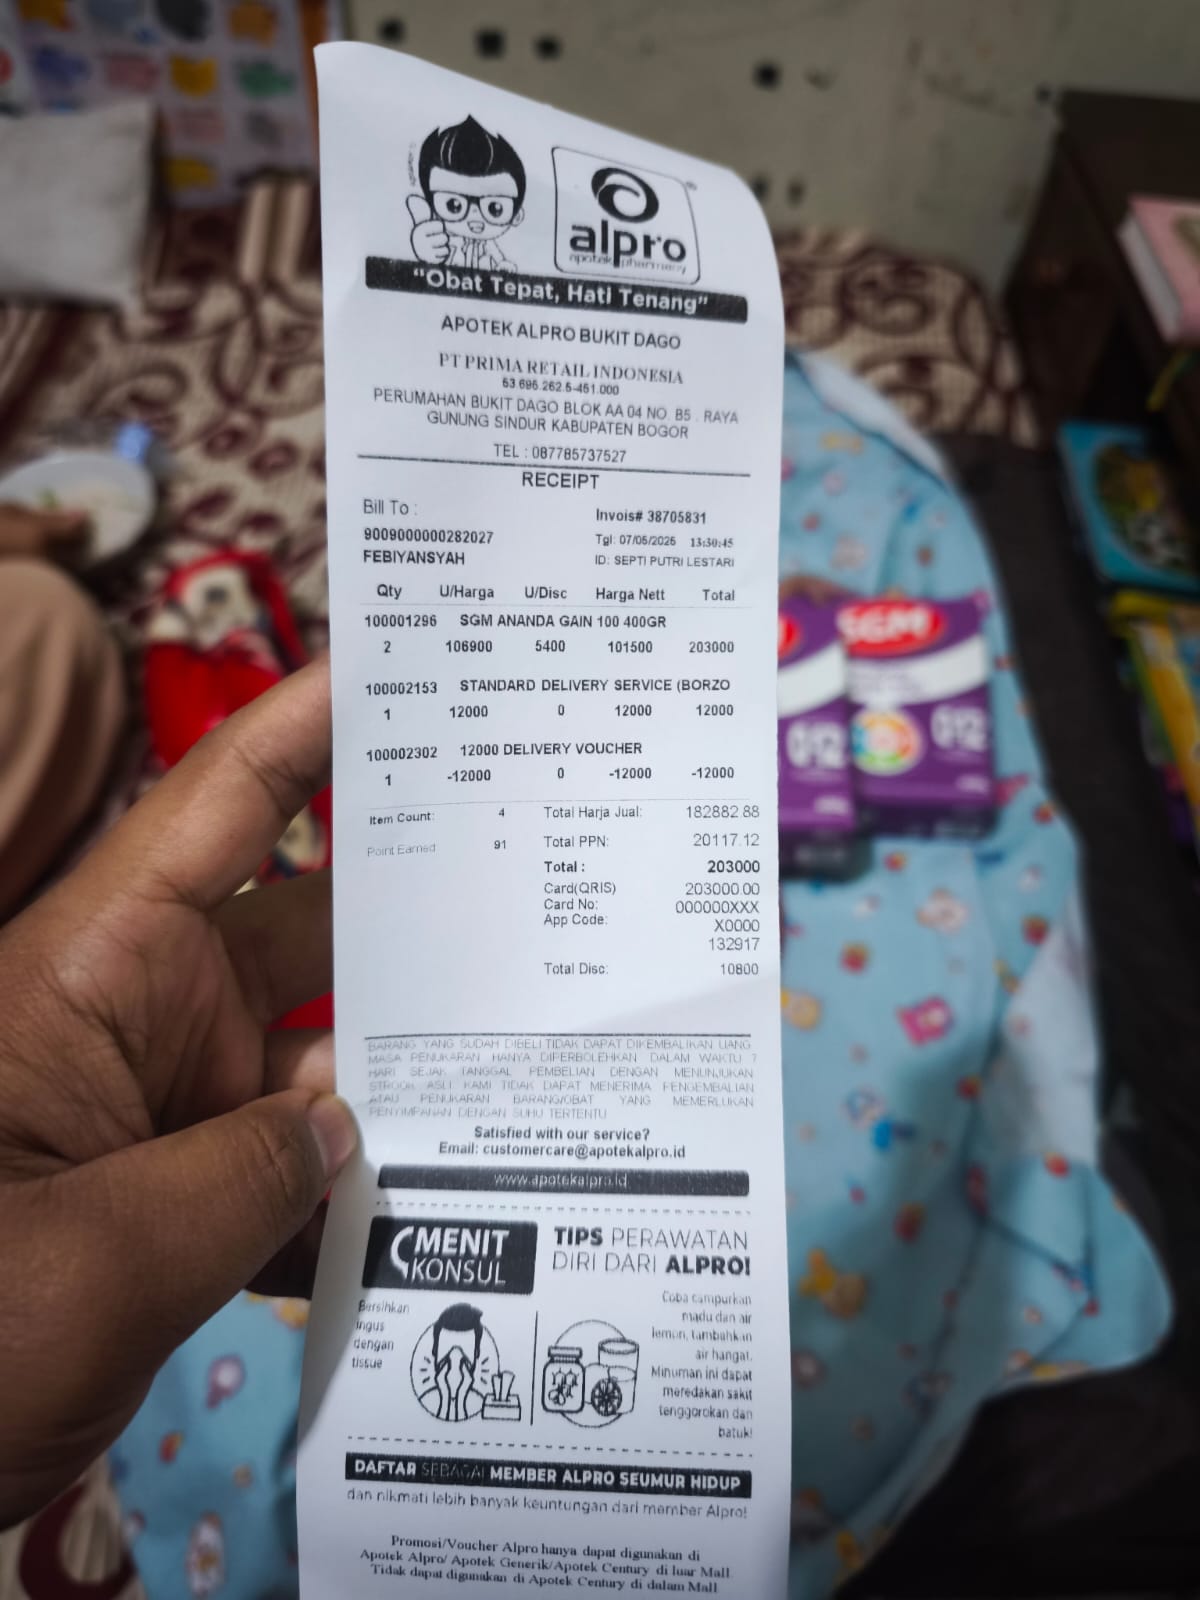 alpro
apotek pharmacy
"Obat Tepat, Hati Tenang"
APOTEK ALPRO BUKIT DAGO
PT PRIMA RETAIL INDONESIA
53.695.262.5-451.000
PERUMAHAN BUKIT DAGO BLOK AA 04 NO. B5 . RAYA
GUNUNG SINDUR KABUPATEN BOGOR
TEL : 087785737527
RECEIPT
Bill To :
9009000000282027
FEBIYANSYAH
Invois# 38705831
Tgl: 07/05/2025 13:30:45
ID: SEPTI PUTRI LESTARI
Qty U/Harga U/Disc Harga Nett Total
100001296 SGM ANANDA GAIN 100 400GR
2 106900 5400 101500 203000
100002153 STANDARD DELIVERY SERVICE (BORZO
1 12000 0 12000 12000
100002302 12000 DELIVERY VOUCHER
1 -12000 0 -12000 -12000
Item Count: 4 Total Harja Jual: 182882.88
Point Earned 91 Total PPN: 20117.12
Total : 203000
Card(QRIS) 203000.00
Card No: 000000XXX
App Code: X0000
132917
Total Disc: 10800
BARANG YANG SUDAH DIBELI TIDAK DAPAT DIKEMBALIKAN UANG.
MASA PENUKARAN HANYA DIPERBOLEHKAN DALAM WAKTU 7
HARI SEJAK TANGGAL PEMBELIAN DENGAN MENUNJUKAN
STROOK ASLI. KAMI TIDAK DAPAT MENERIMA PENGEMBALIAN
ATAU PENUKARAN BARANG/OBAT YANG MEMERLUKAN
PENYIMPANAN DENGAN SUHU TERTENTU
Satisfied with our service?
Email: customercare@apotekalpro.id
www.apotekalpro.id
MENIT
KONSUL
TIPS PERAWATAN
DIRI DARI ALPRO!
Bersihkan
ingus
dengan
tissue
Coba campurkan
madu dan air
lemon, tambahkan
air hangat.
Minuman ini dapat
meredakan sakit
tenggorokan dan
batuk!
DAFTAR SEBAGAI MEMBER ALPRO SEUMUR HIDUP
dan nikmati lebih banyak keuntungan dari member Alpro!
Promosi/Voucher Alpro hanya dapat digunakan di
Apotek Alpro/ Apotek Generik/Apotek Century di luar Mall.
Tidak dapat digunakan di Apotek Century di dalam Mall
SGM
0-12
0-12